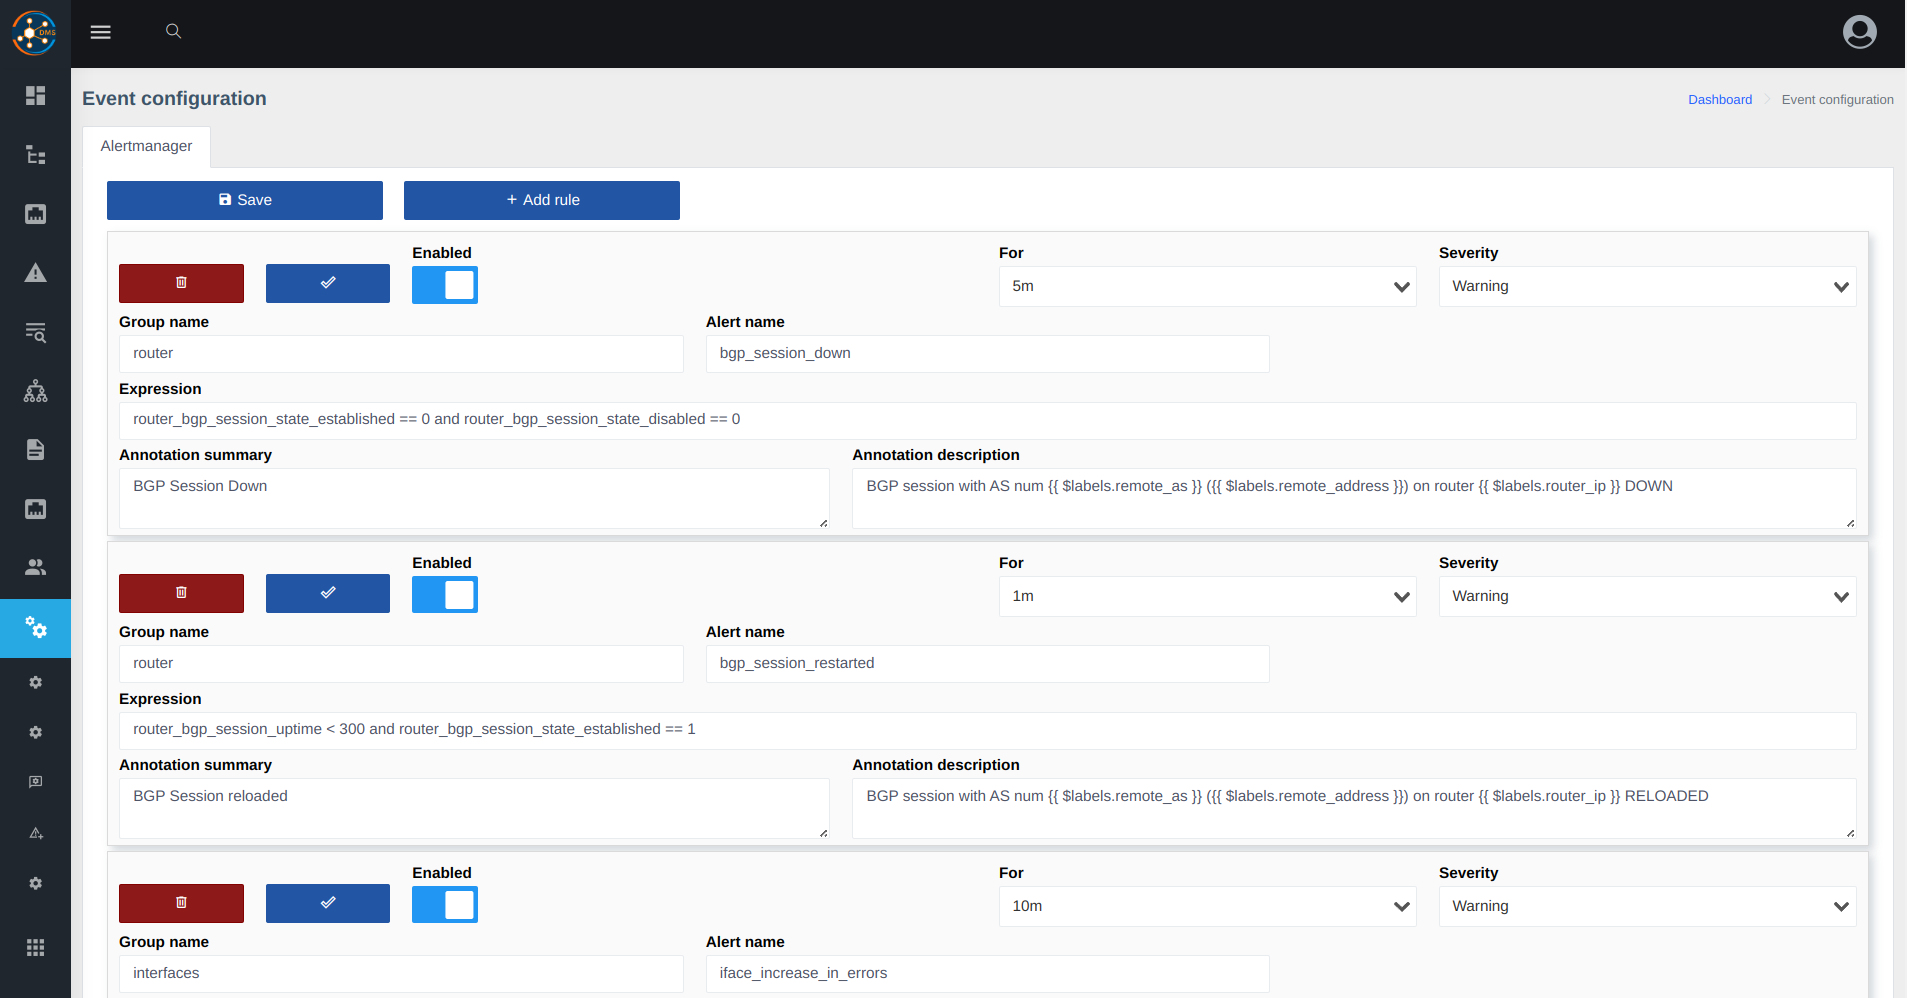 DMS
Event configuration
Dashboard Event configuration
Alertmanager
Save Add rule
Enabled For Severity
5m Warning
Group name Alert name
router bgp_session_down
Expression
router_bgp_session_state_established == 0 and router_bgp_session_state_disabled == 0
Annotation summary Annotation description
BGP Session Down BGP session with AS num {{ $labels.remote_as }} ({{ $labels.remote_address }}) on router {{ $labels.router_ip }} DOWN
Enabled For Severity
1m Warning
Group name Alert name
router bgp_session_restarted
Expression
router_bgp_session_uptime < 300 and router_bgp_session_state_established == 1
Annotation summary Annotation description
BGP Session reloaded BGP session with AS num {{ $labels.remote_as }} ({{ $labels.remote_address }}) on router {{ $labels.router_ip }} RELOADED
Enabled For Severity
10m Warning
Group name Alert name
interfaces iface_increase_in_errors